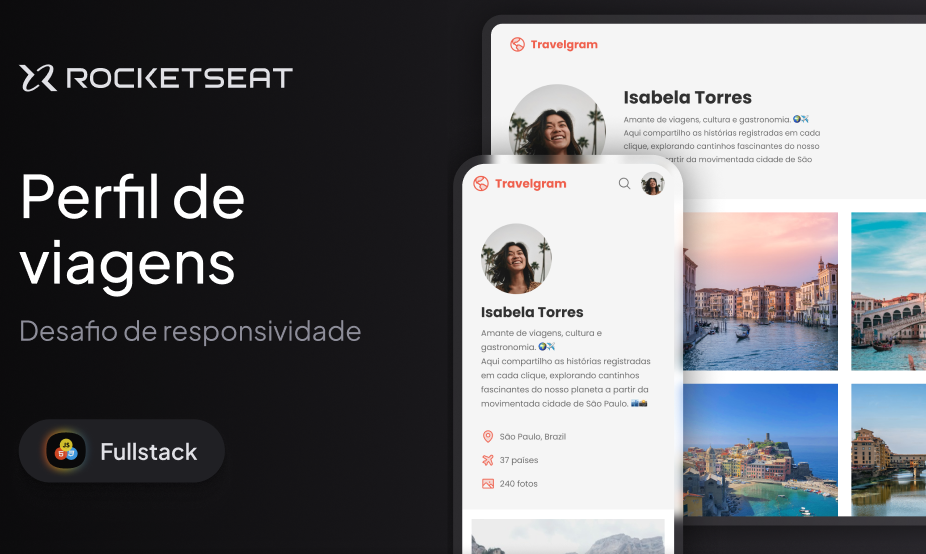 ROCKETSEAT
Perfil de
viagens
Desafio de responsividade
JS
Fullstack
Travelgram
Isabela Torres
Amante de viagens, cultura e gastronomia.
Aqui compartilho as histórias registradas em cada
clique, explorando cantinhos fascinantes do nosso
partir da movimentada cidade de São
Travelgram
Isabela Torres
Amante de viagens, cultura e
gastronomia.
Aqui compartilho as histórias registradas
em cada clique, explorando cantinhos
fascinantes do nosso planeta a partir da
movimentada cidade de São Paulo.
São Paulo, Brazil
37 países
240 fotos